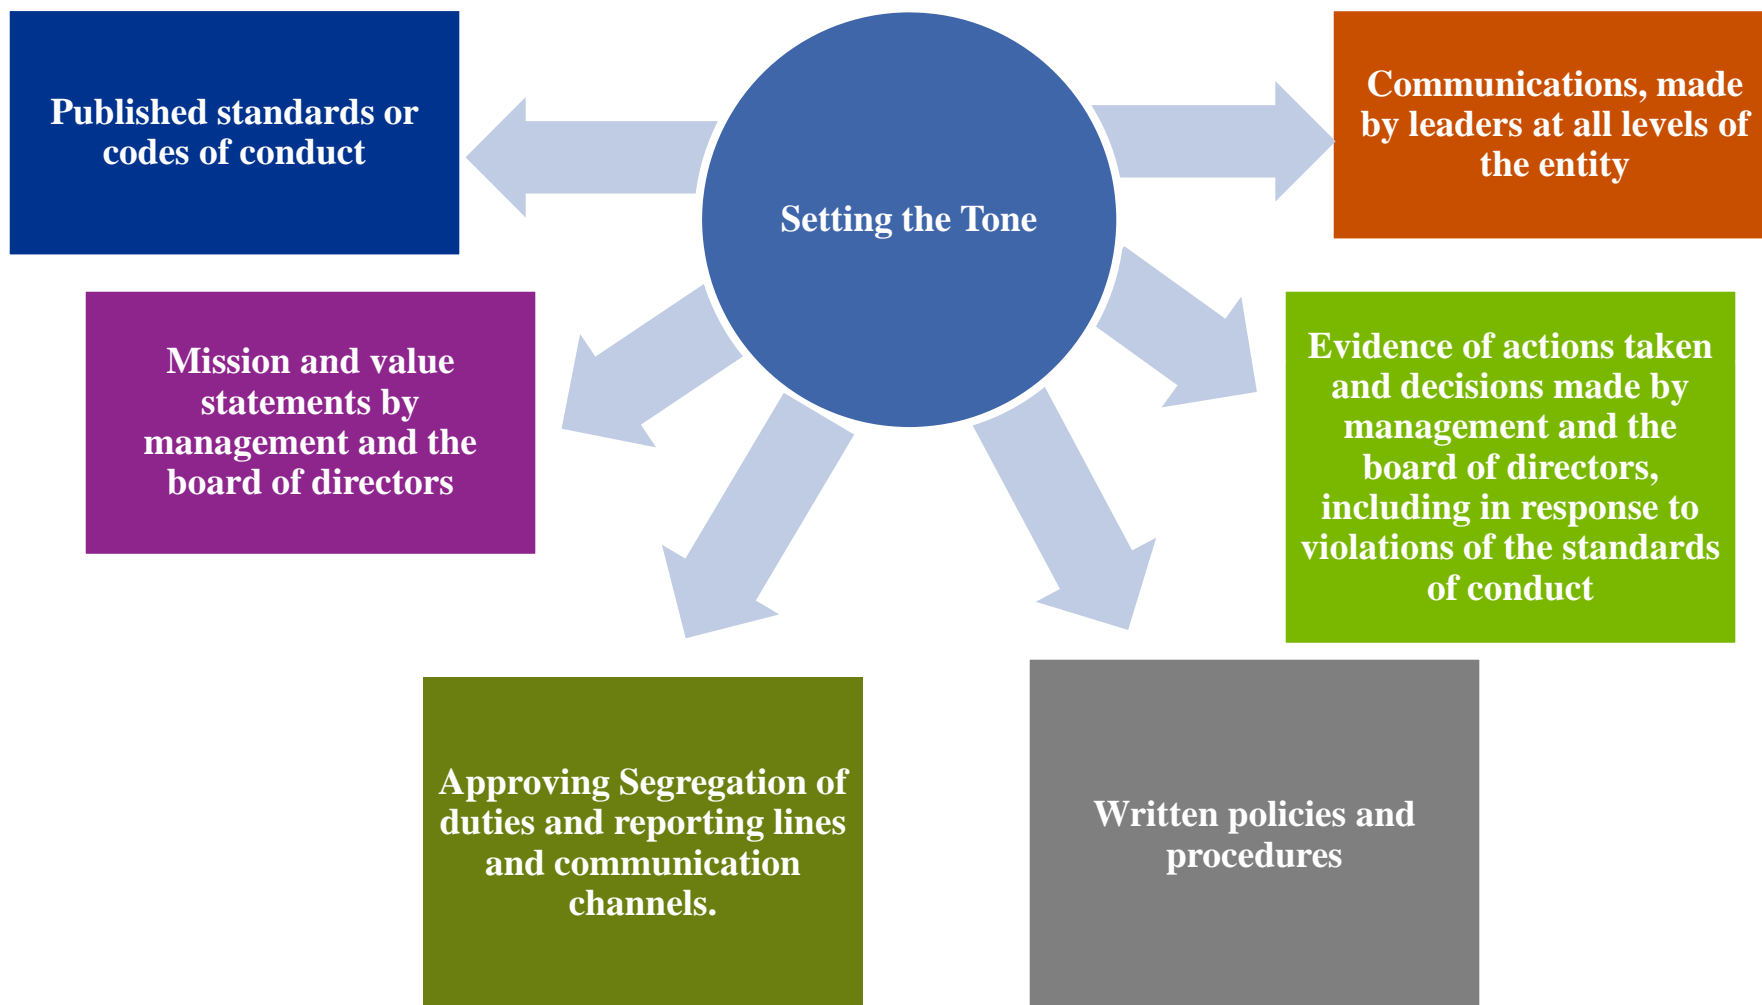 Published standards or
codes of conduct
Setting the Tone
Communications, made
by leaders at all levels of
the entity
Mission and value
statements by
management and the
board of directors
Evidence of actions taken
and decisions made by
management and the
board of directors,
including in response to
violations of the standards
of conduct
Approving Segregation of
duties and reporting lines
and communication
channels.
Written policies and
procedures